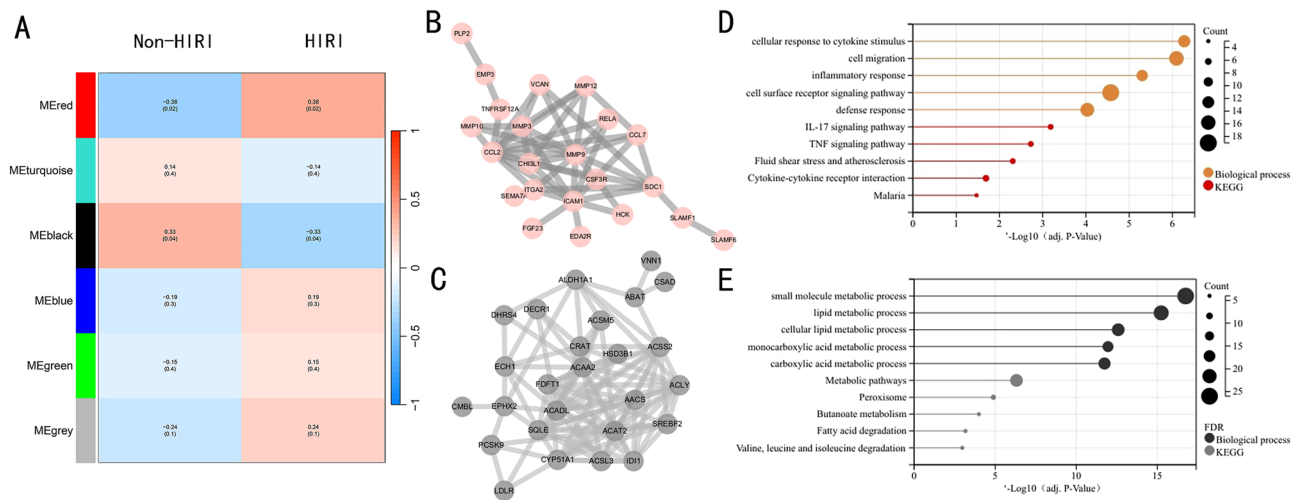 A
Non-HIRI
HIRI
MEred
−0.38
(0.02)
0.38
(0.02)
MEturquoise
0.14
(0.4)
−0.14
(0.4)
MEblack
0.33
(0.04)
−0.33
(0.04)
MEblue
−0.19
(0.3)
0.19
(0.3)
MEgreen
−0.15
(0.4)
0.15
(0.4)
MEgrey
−0.24
(0.1)
0.24
(0.1)
1
0.5
0
−0.5
−1
B
PLP2
EMP3
TNFRSF12A
VCAN
MMP12
MMP10
MMP3
RELA
CCL7
CCL2
CHI3L1
MMP9
CSF3R
SDC1
SEMA7A
ITGA2
ICAM1
HCK
SLAMF1
FGF23
EDA2R
SLAMF6
C
VNN1
CSAD
ALDH1A1
ABAT
DECR1
DHRS4
ACSM5
CRAT
HSD3B1
ACSS2
ECH1
ACAA2
FDFT1
ACLY
CMBL
EPHX2
ACADL
AACS
SREBF2
SQLE
ACAT2
PCSK9
CYP51A1
ACSL3
IDI1
LDLR
D
cellular response to cytokine stimulus
cell migration
inflammatory response
cell surface receptor signaling pathway
defense response
IL-17 signaling pathway
TNF signaling pathway
Fluid shear stress and atherosclerosis
Cytokine-cytokine receptor interaction
Malaria
0 1 2 3 4 5 6
'-Log10（adj. P-Value)
Count
4
6
8
10
12
14
16
18
Biological process
KEGG
E
small molecule metabolic process
lipid metabolic process
cellular lipid metabolic process
monocarboxylic acid metabolic process
carboxylic acid metabolic process
Metabolic pathways
Peroxisome
Butanoate metabolism
Fatty acid degradation
Valine, leucine and isoleucine degradation
0 5 10 15
'-Log10（adj. P-Value)
Count
5
10
15
20
25
FDR
Biological process
KEGG